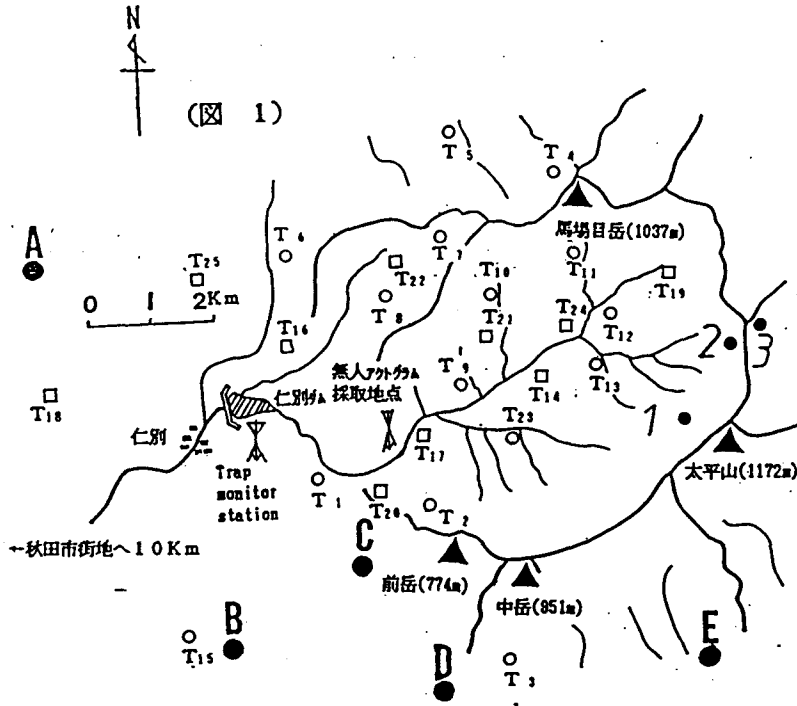 N
(図 1)
T5
T4
馬場目岳(1037m)
A
T6
T7
T25
T22
T10
T11
T19
0 1 2Km
T8
T21
T24
T12
T16
2
3
無人アクトグラム
採取地点
T9
T13
T14
1
T18
仁別ダム
仁別
T17
T23
太平山(1172m)
Trap
monitor
station
T1
T20
T2
←秋田市街地へ10Km
C
前岳(774m)
中岳(951m)
B
T15
D
T3
E